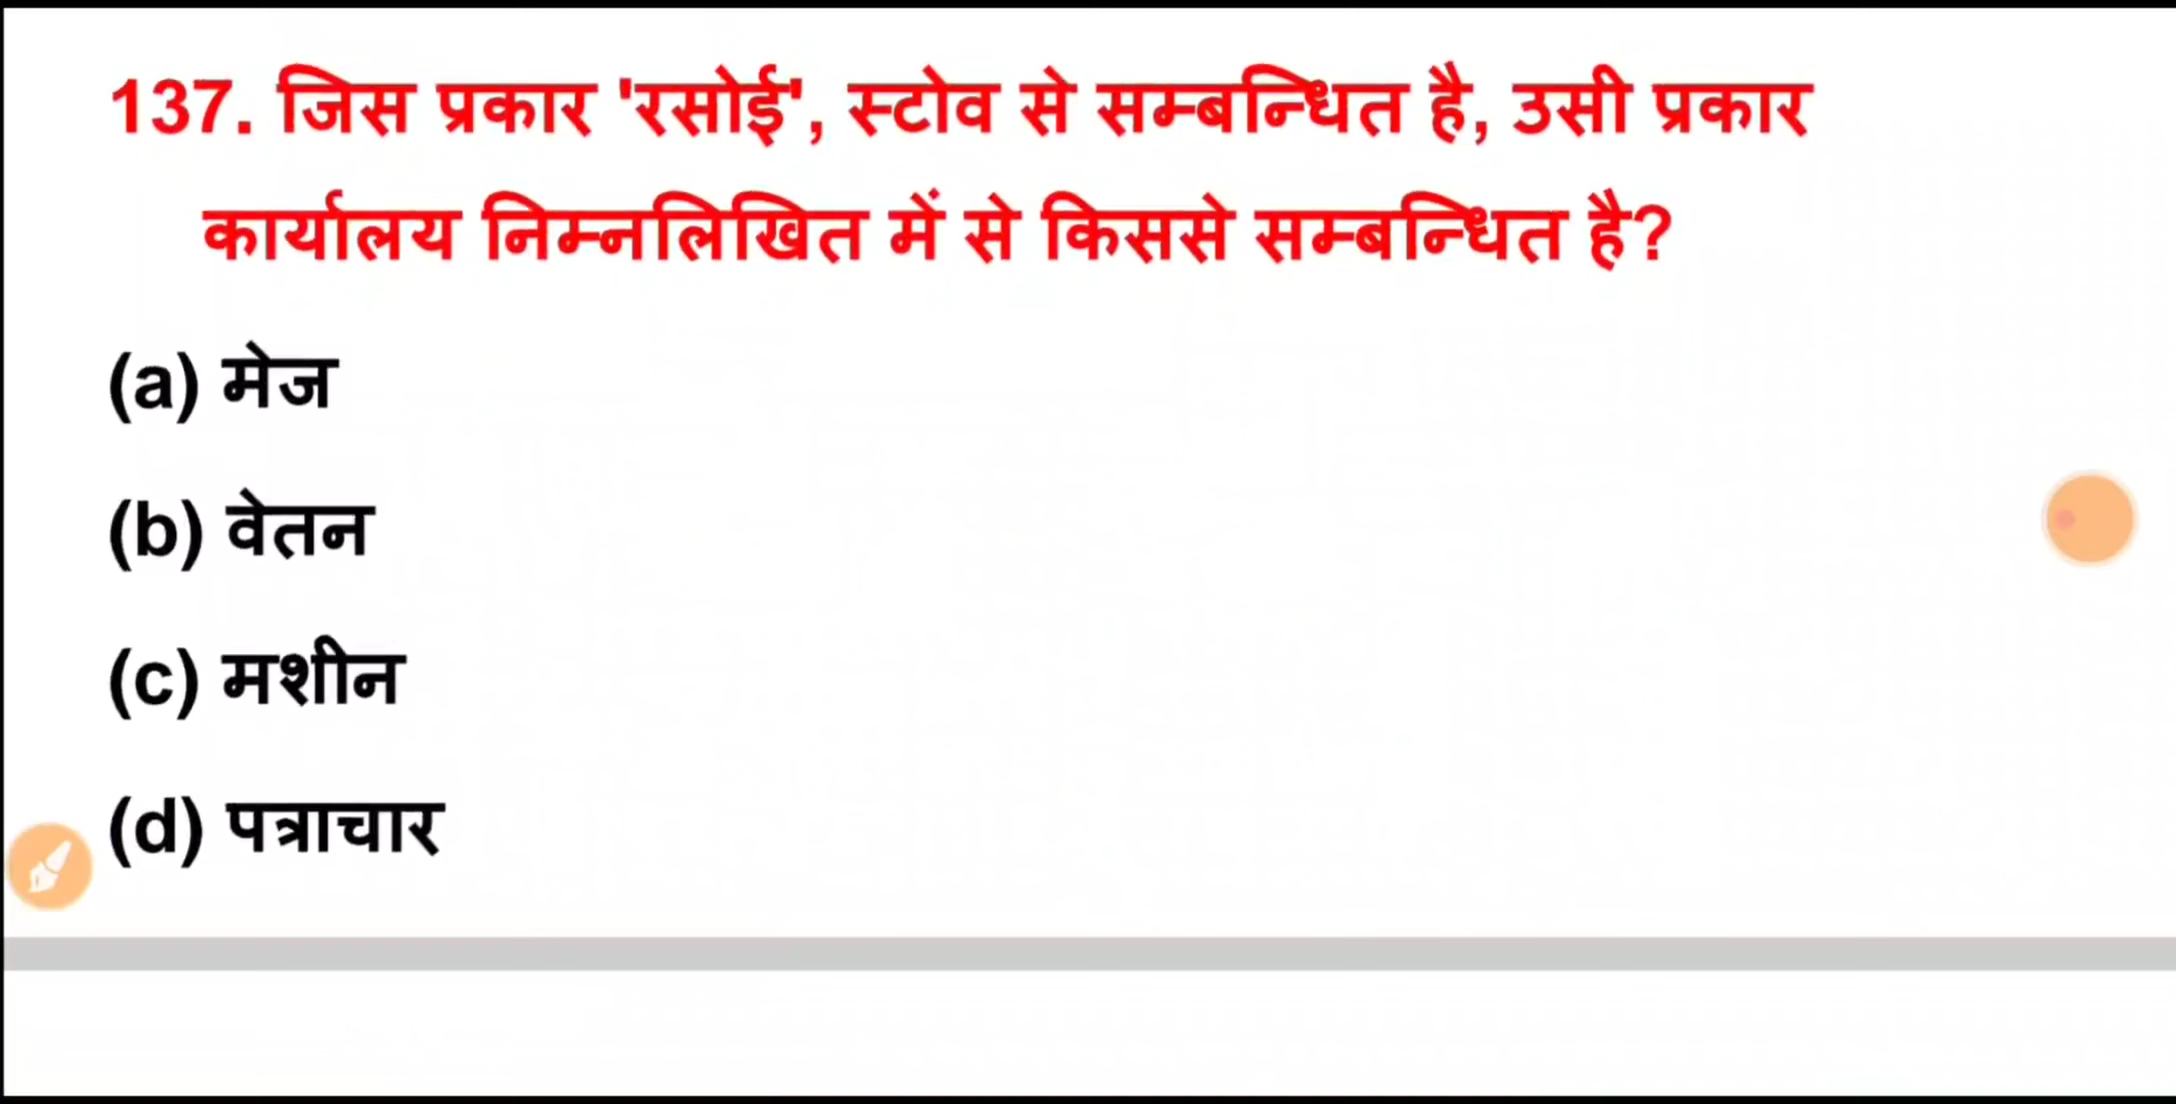 137. जिस प्रकार 'रसोई', स्टोव से सम्बन्धित है, उसी प्रकार
कार्यालय निम्नलिखित में से किससे सम्बन्धित है?
(a) मेज
(b) वेतन
(c) मशीन
(d) पत्राचार